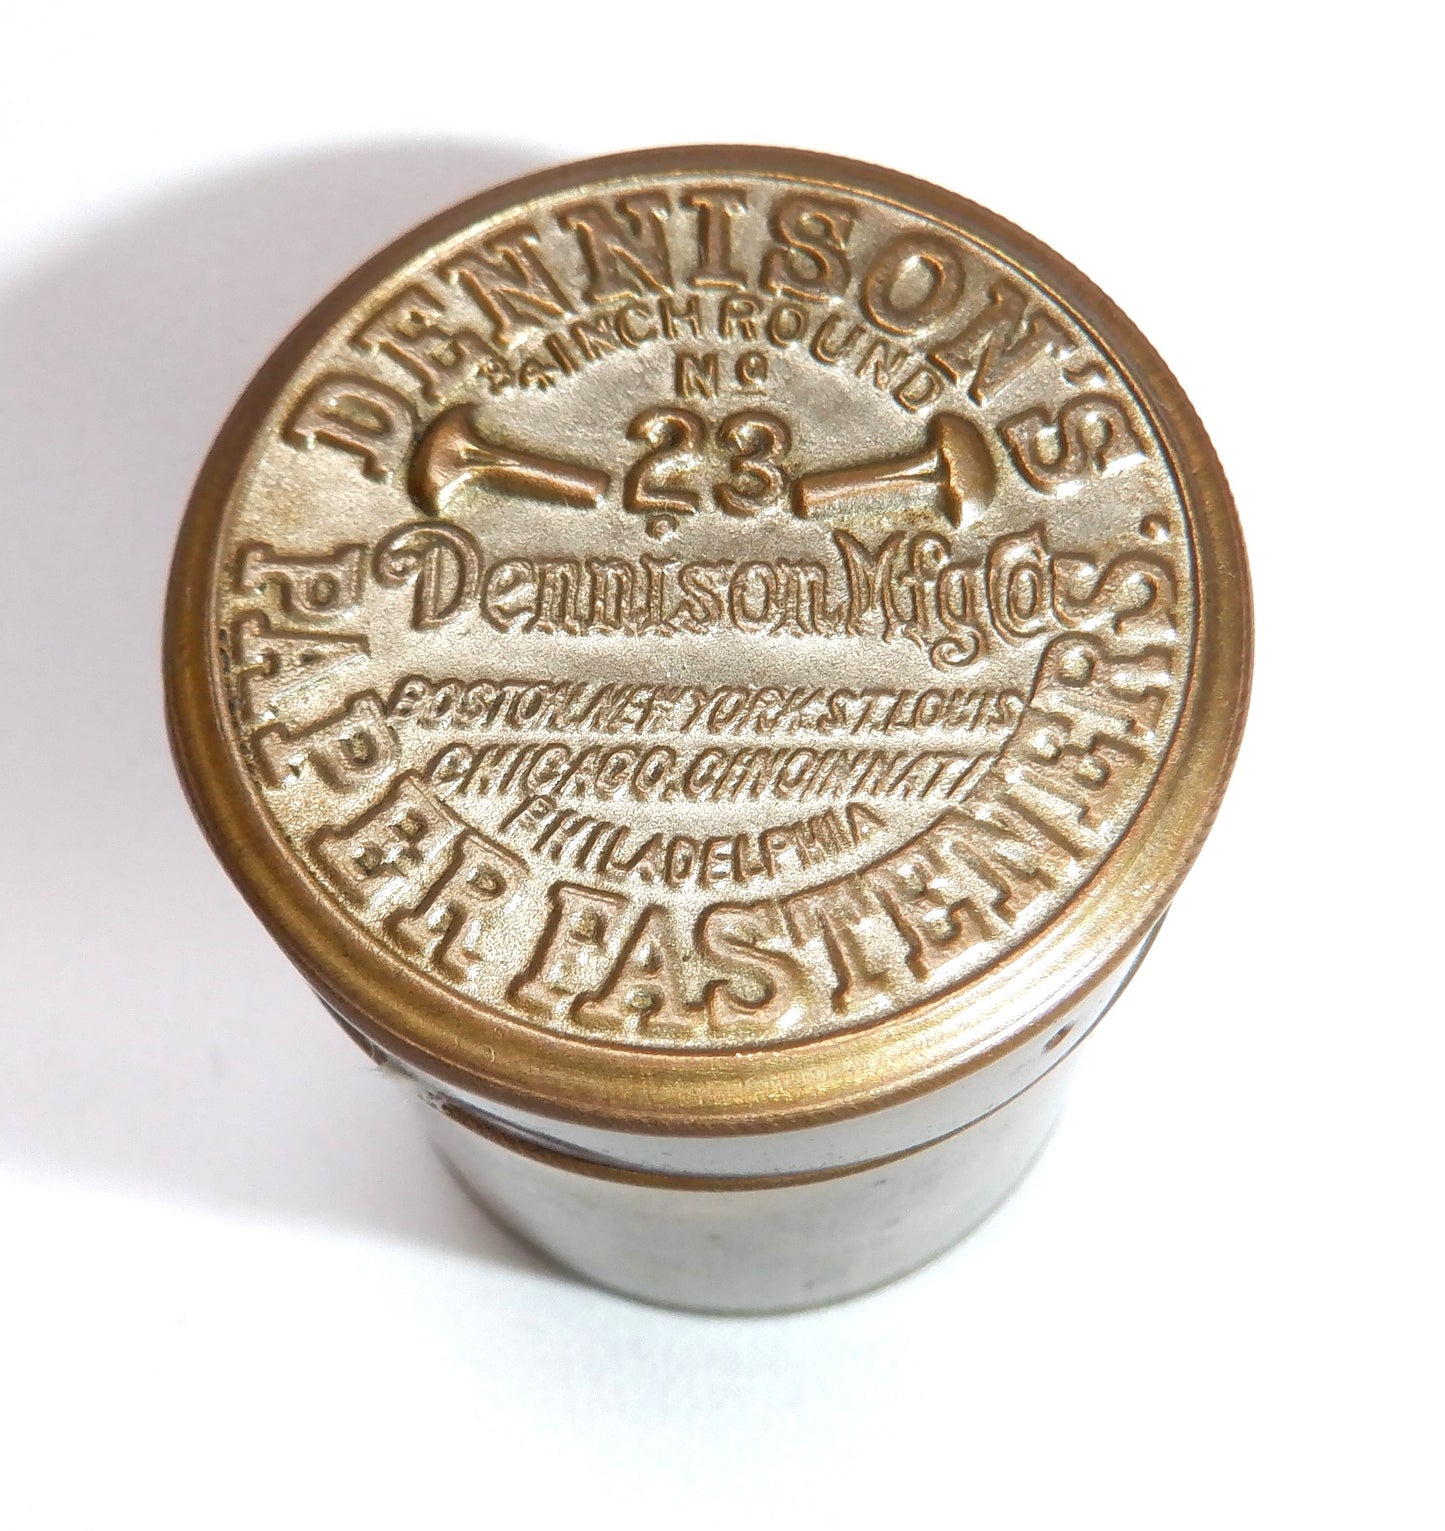 DENNISON'S
3/4 INCH ROUND
No
23
Dennison Mfg Co
BOSTON. NEW YORK. ST. LOUIS
CHICAGO. CINCINNATI
PHILADELPHIA
PAPER FASTENERS.